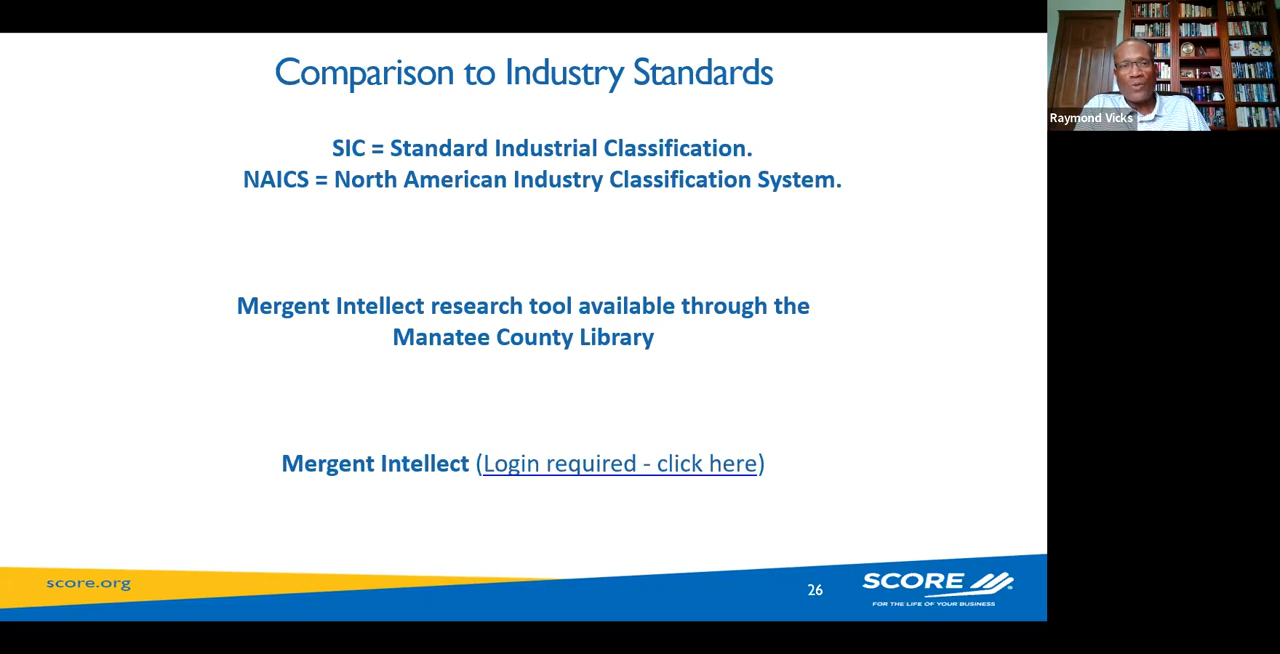 Comparison to Industry Standards
SIC = Standard Industrial Classification.
NAICS = North American Industry Classification System.
Mergent Intellect research tool available through the
Manatee County Library
Mergent Intellect (Login required - click here)
score.org
26
SCORE
FOR THE LIFE OF YOUR BUSINESS
Raymond Vicks